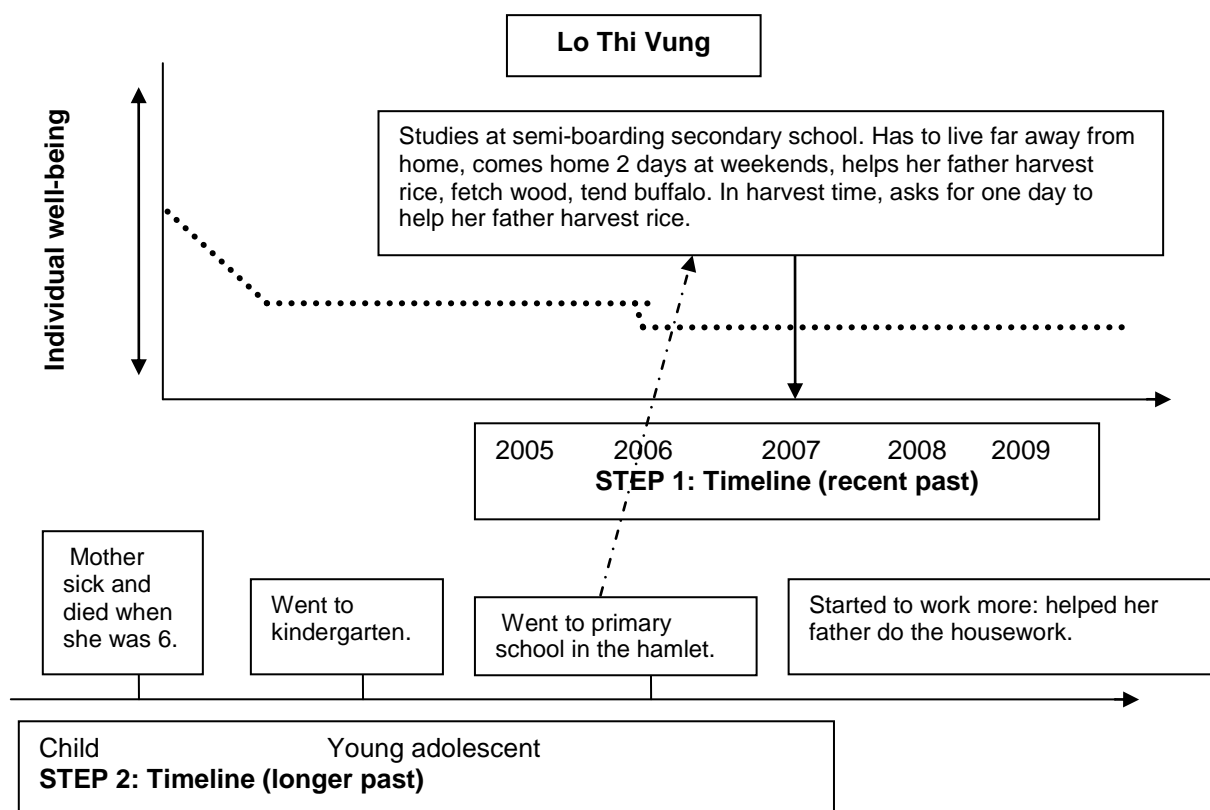 Lo Thi Vung
Individual well-being
Studies at semi-boarding secondary school. Has to live far away from
home, comes home 2 days at weekends, helps her father harvest
rice, fetch wood, tend buffalo. In harvest time, asks for one day to
help her father harvest rice.
2005 2006 2007 2008 2009
STEP 1: Timeline (recent past)
Mother
sick and
died when
she was 6.
Went to
kindergarten.
Went to primary
school in the hamlet.
Started to work more: helped her
father do the housework.
Child Young adolescent
STEP 2: Timeline (longer past)